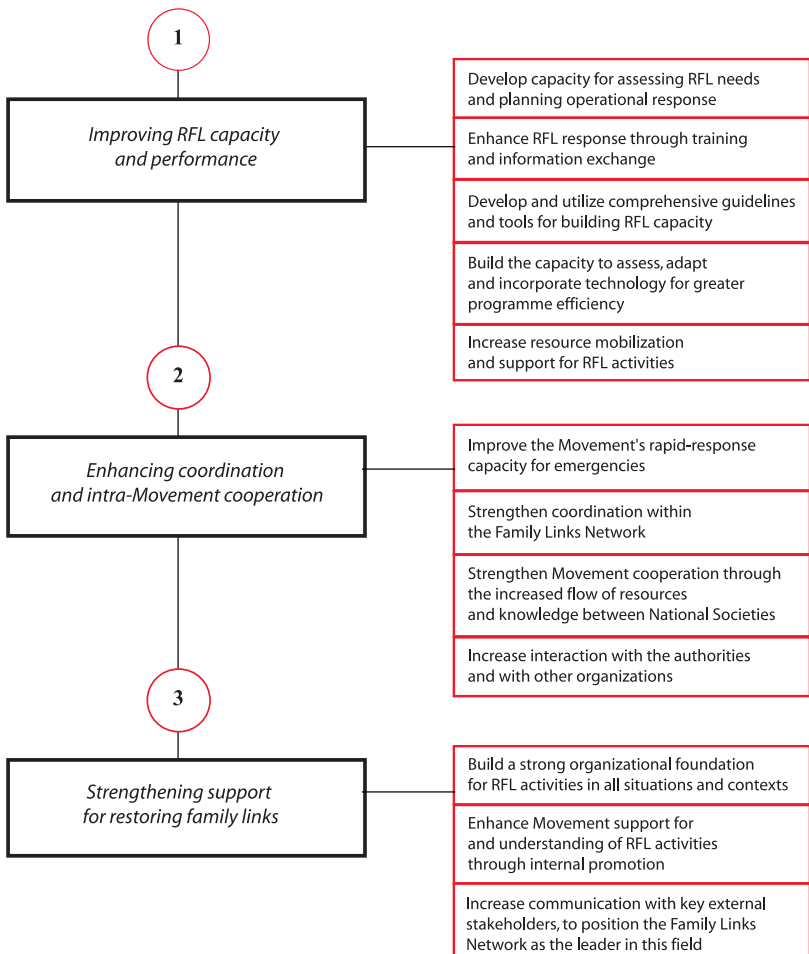 1
Improving RFL capacity
and performance
Develop capacity for assessing RFL needs
and planning operational response
Enhance RFL response through training
and information exchange
Develop and utilize comprehensive guidelines
and tools for building RFL capacity
Build the capacity to assess, adapt
and incorporate technology for greater
programme efficiency
Increase resource mobilization
and support for RFL activities
2
Enhancing coordination
and intra-Movement cooperation
Improve the Movement's rapid-response
capacity for emergencies
Strengthen coordination within
the Family Links Network
Strengthen Movement cooperation through
the increased flow of resources
and knowledge between National Societies
Increase interaction with the authorities
and with other organizations
3
Strengthening support
for restoring family links
Build a strong organizational foundation
for RFL activities in all situations and contexts
Enhance Movement support for
and understanding of RFL activities
through internal promotion
Increase communication with key external
stakeholders, to position the Family Links
Network as the leader in this field